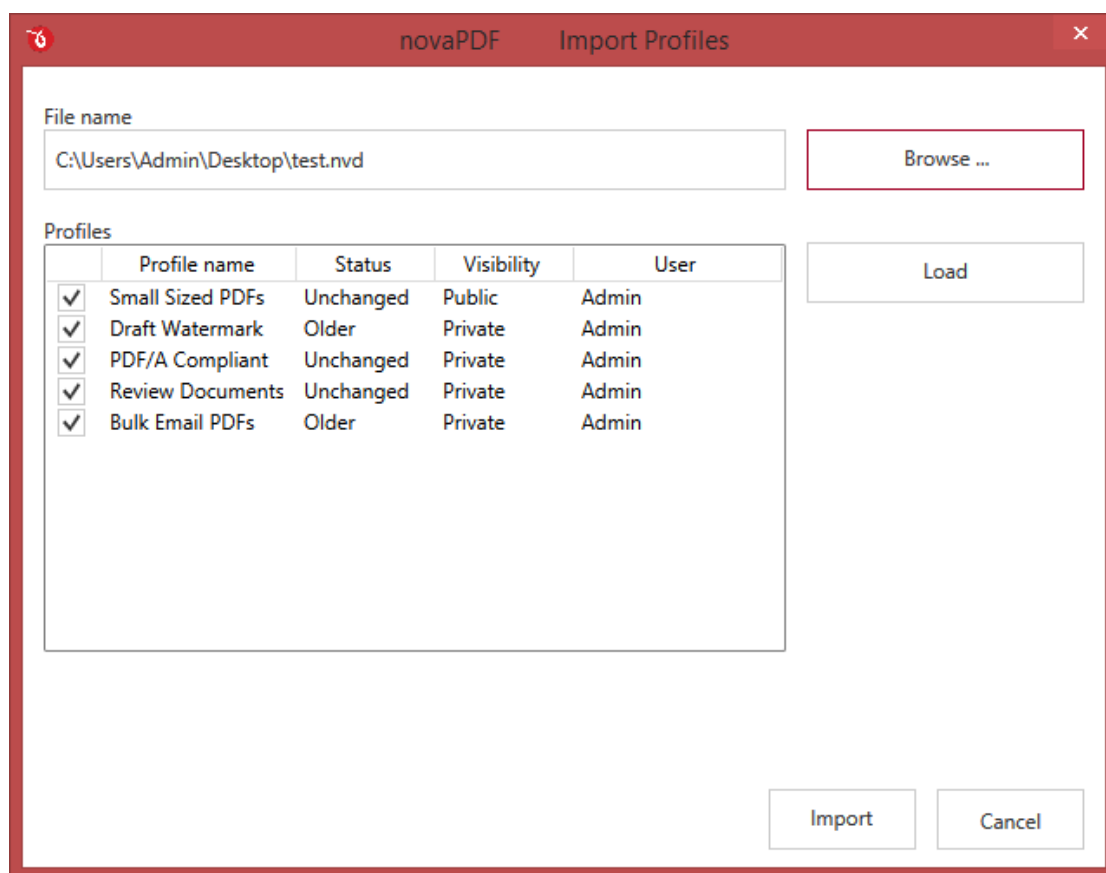 novaPDF Import Profiles
File name
C:\Users\Admin\Desktop\test.nvd
Browse ...
Profiles
Profile name Status Visibility User
Small Sized PDFs Unchanged Public Admin
Draft Watermark Older Private Admin
PDF/A Compliant Unchanged Private Admin
Review Documents Unchanged Private Admin
Bulk Email PDFs Older Private Admin
Load
Import
Cancel